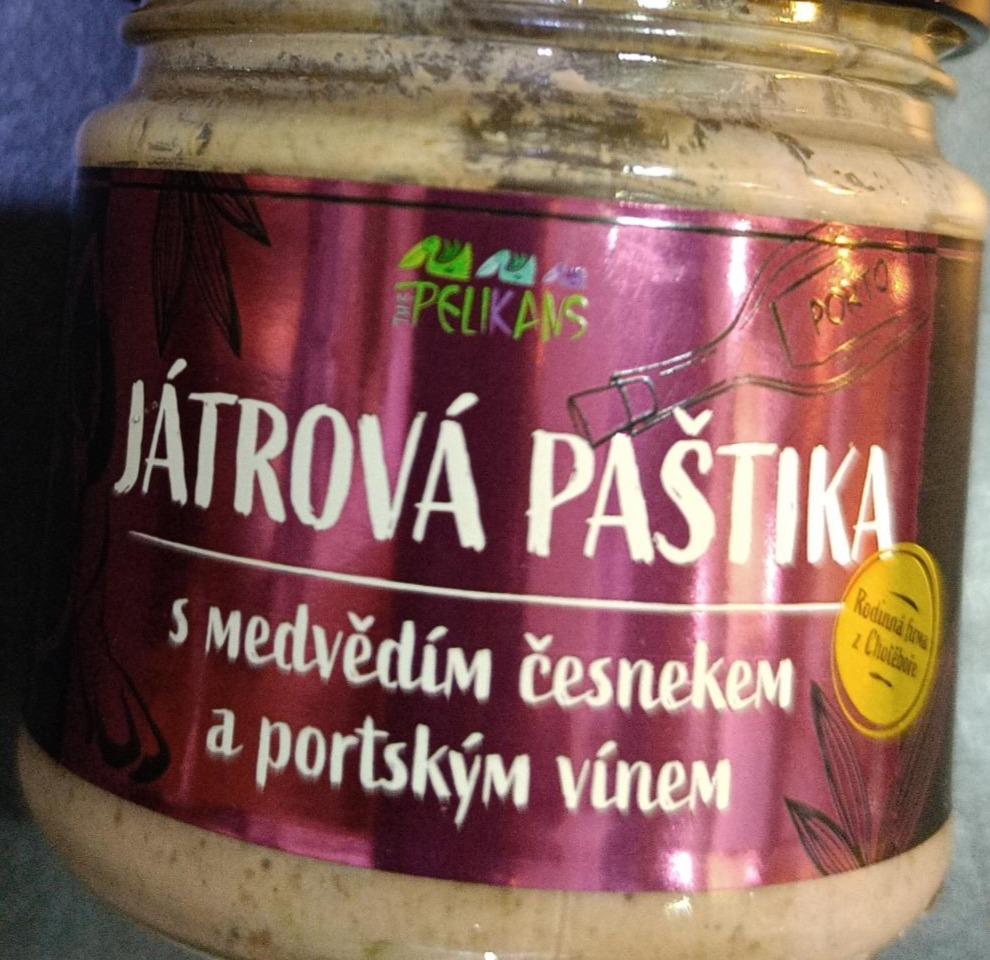 THE PELIKANS
PORTO
JÁTROVÁ PAŠTIKA
s medvědím česnekem
a portským vínem
Rodinná firma
z Chotěboře